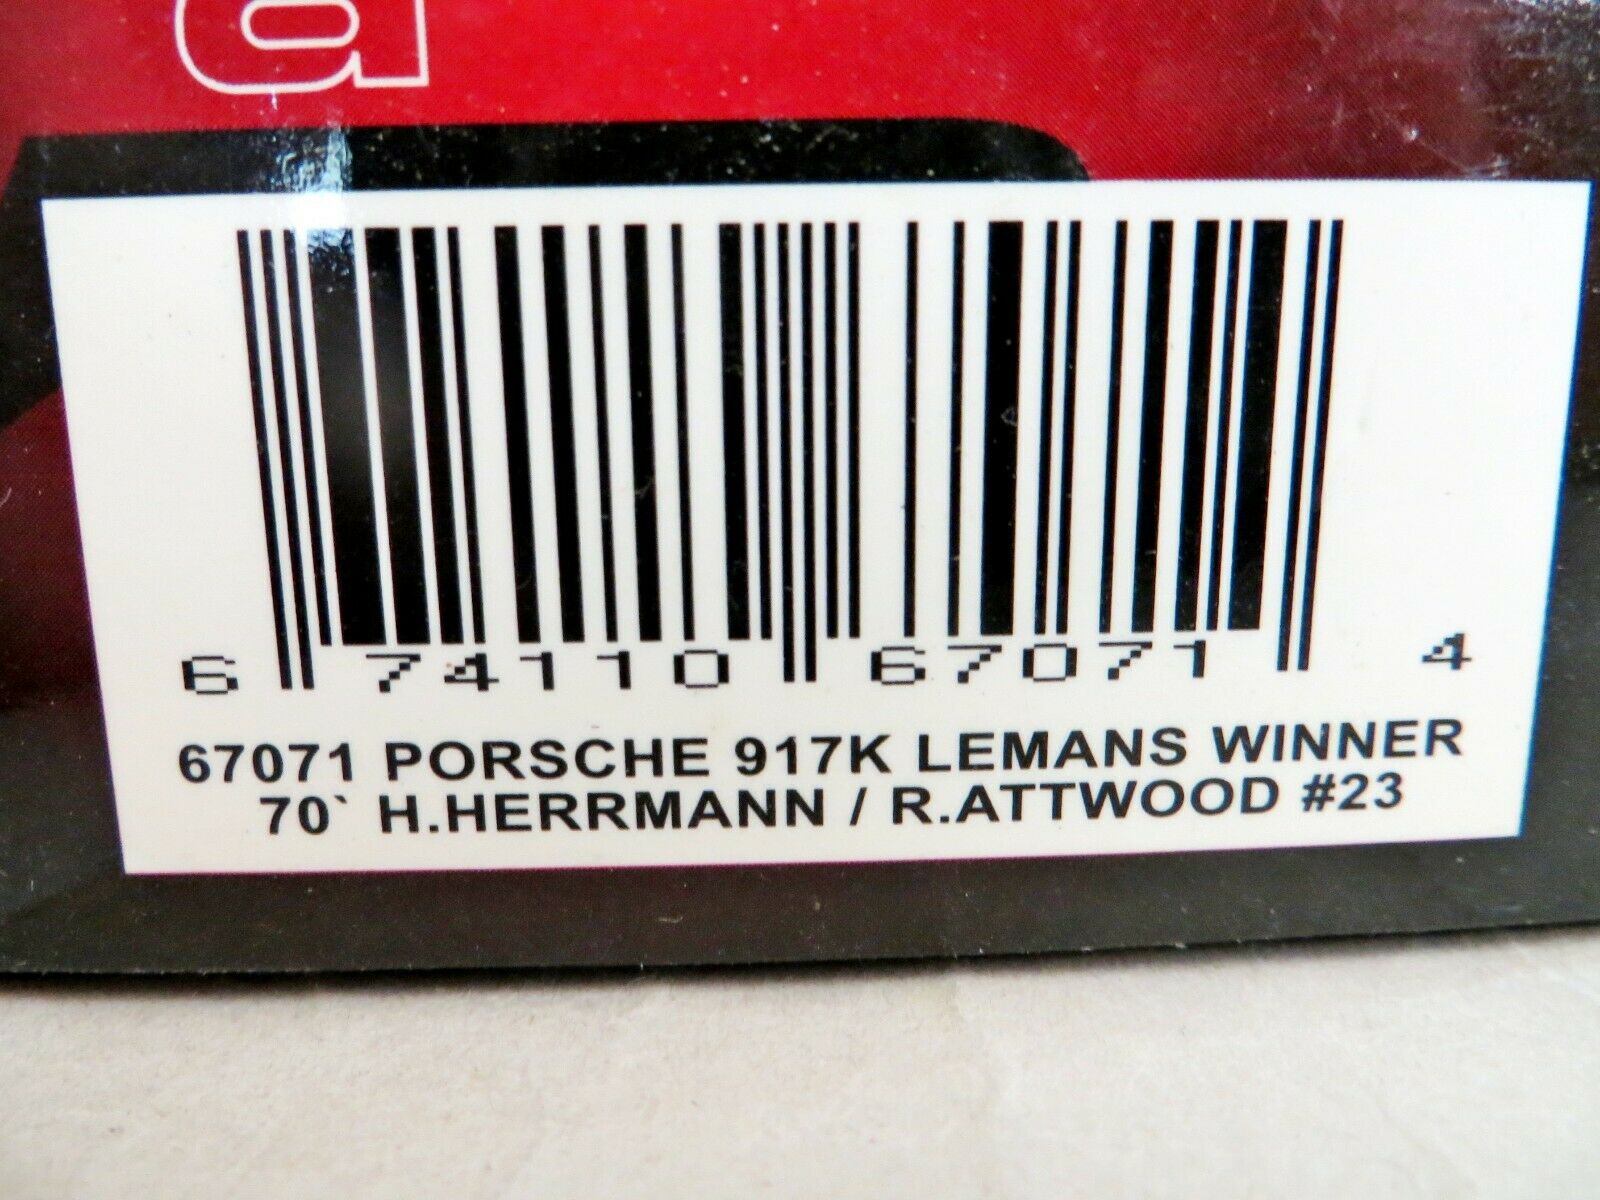 a
6 74110 67071 4
67071 PORSCHE 917K LEMANS WINNER
70` H.HERRMANN / R.ATTWOOD #23